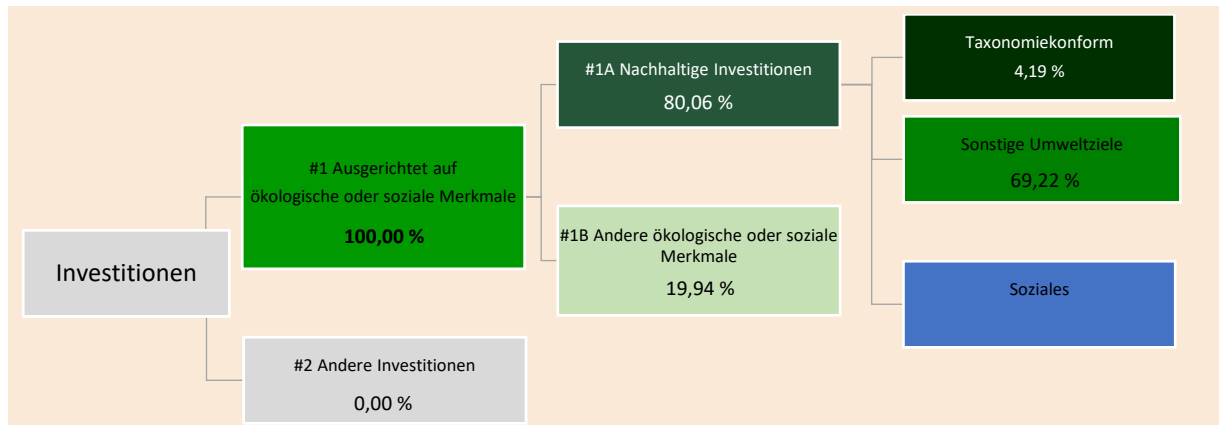 Investitionen
#1 Ausgerichtet auf
ökologische oder soziale Merkmale
100,00 %
#2 Andere Investitionen
0,00 %
#1A Nachhaltige Investitionen
80,06 %
#1B Andere ökologische oder soziale
Merkmale
19,94 %
Taxonomiekonform
4,19 %
Sonstige Umweltziele
69,22 %
Soziales